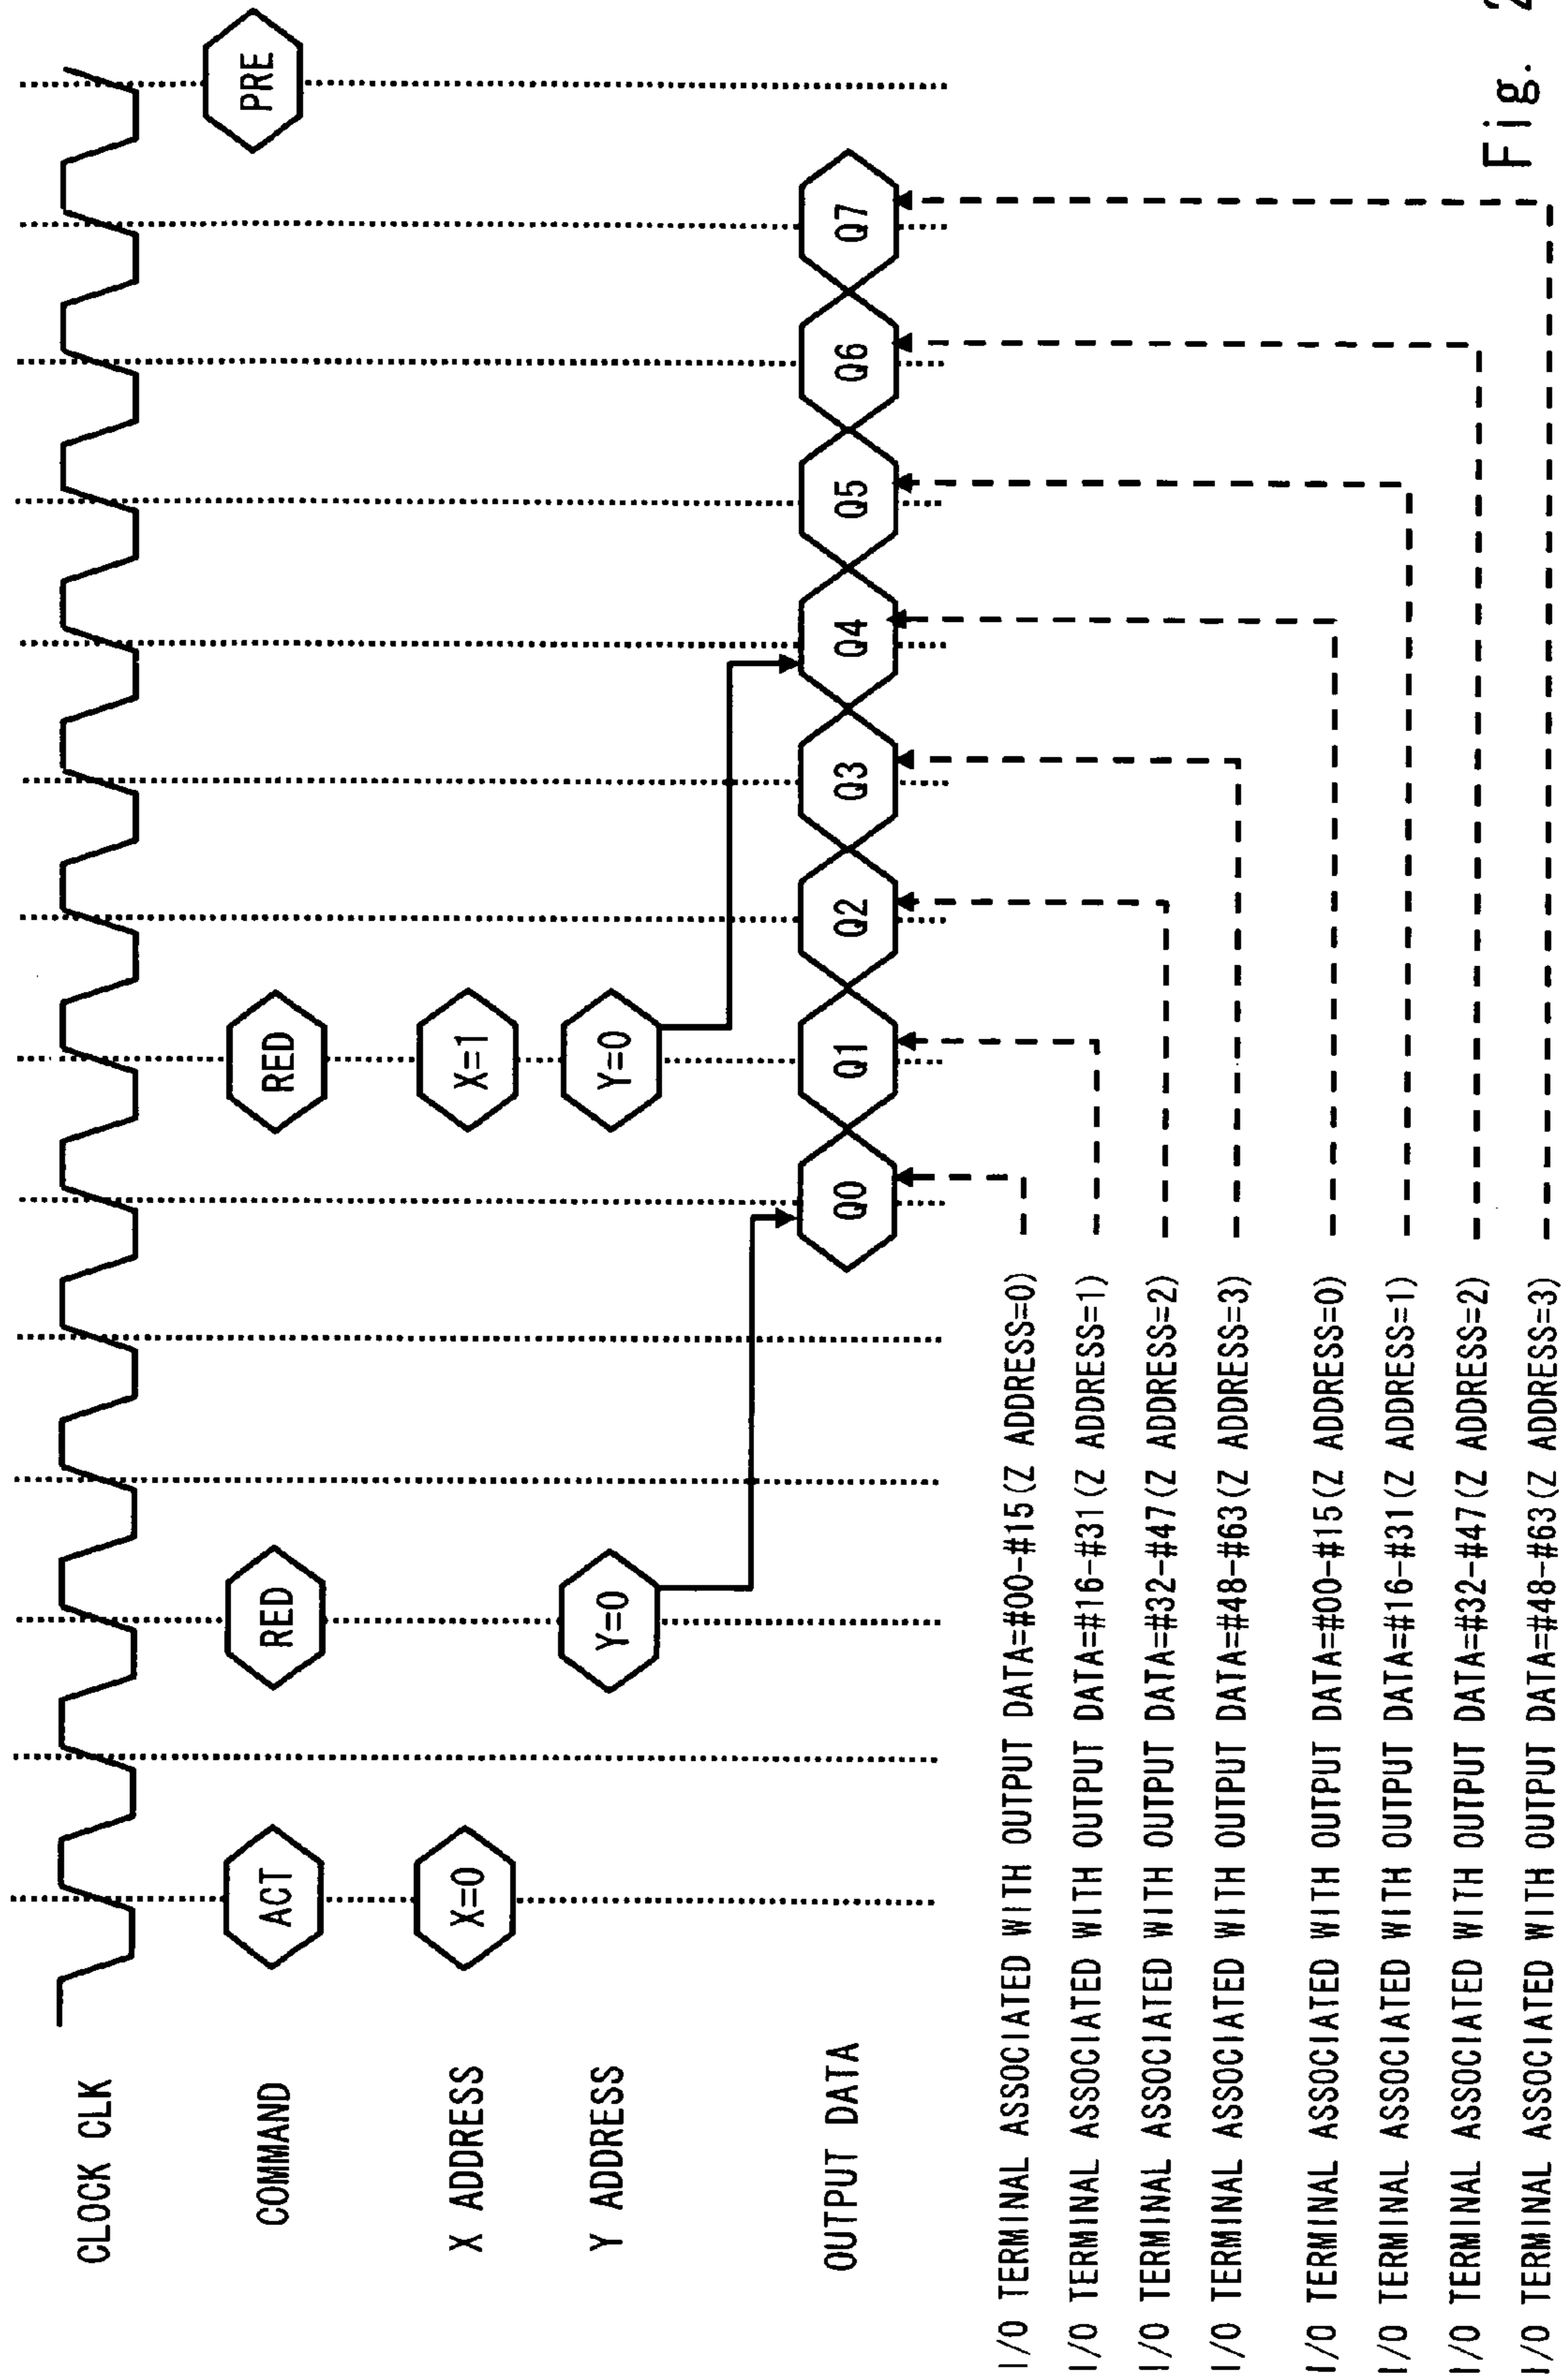 CLOCK CLK
COMMAND ACT RED RED PRE
X ADDRESS X=0 X=1
Y ADDRESS Y=0 Y=0
OUTPUT DATA Q0 Q1 Q2 Q3 Q4 Q5 Q6 Q7
I/O TERMINAL ASSOCIATED WITH OUTPUT DATA=#00-#15(Z ADDRESS=0)
I/O TERMINAL ASSOCIATED WITH OUTPUT DATA=#16-#31(Z ADDRESS=1)
I/O TERMINAL ASSOCIATED WITH OUTPUT DATA=#32-#47(Z ADDRESS=2)
I/O TERMINAL ASSOCIATED WITH OUTPUT DATA=#48-#63(Z ADDRESS=3)
I/O TERMINAL ASSOCIATED WITH OUTPUT DATA=#00-#15(Z ADDRESS=0)
I/O TERMINAL ASSOCIATED WITH OUTPUT DATA=#16-#31(Z ADDRESS=1)
I/O TERMINAL ASSOCIATED WITH OUTPUT DATA=#32-#47(Z ADDRESS=2)
I/O TERMINAL ASSOCIATED WITH OUTPUT DATA=#48-#63(Z ADDRESS=3)
Fig. 2